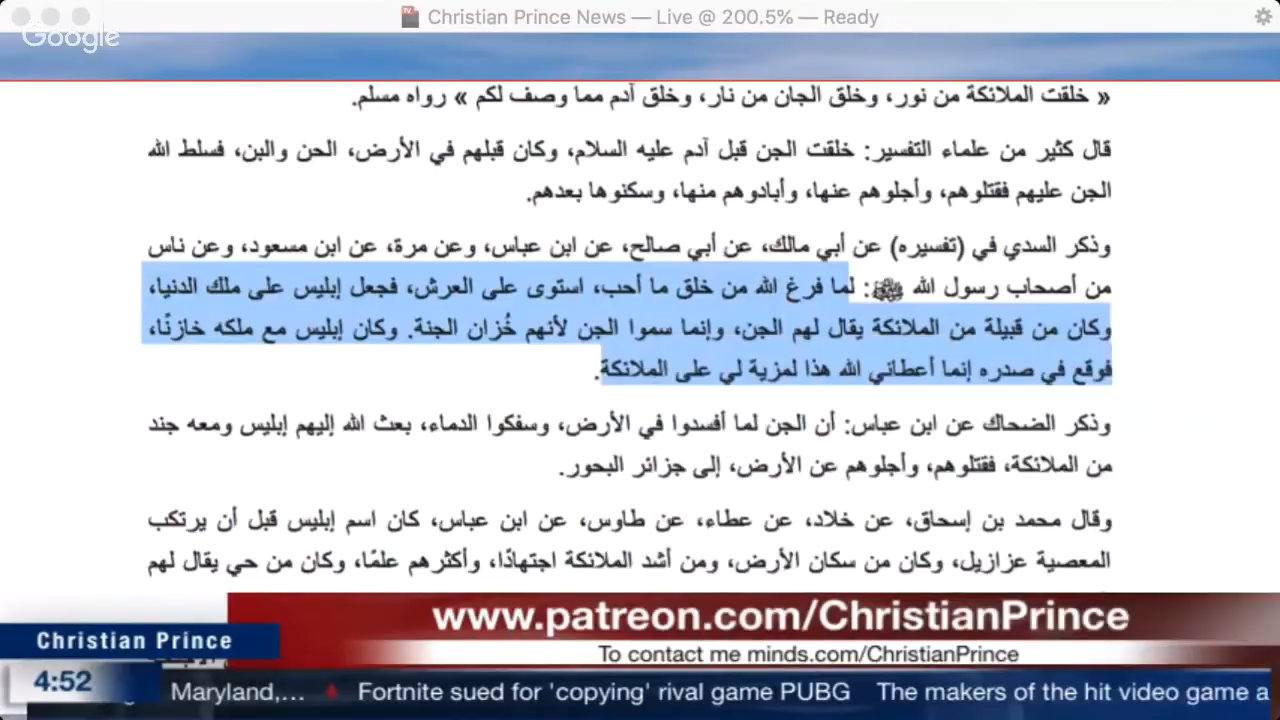 Christian Prince News — Live @ 200.5% — Ready
Google
« خلقت الملائكة من نور، وخلق الجان من نار، وخلق آدم مما وصف لكم » رواه مسلم.
قال كثير من علماء التفسير: خلقت الجن قبل آدم عليه السلام، وكان قبلهم في الأرض، الحن والبن، فسلط الله
الجن عليهم فقتلوهم، وأجلوهم عنها، وأبادوهم منها، وسكنوها بعدهم.
وذكر السدي في (تفسيره) عن أبي مالك، عن أبي صالح، عن ابن عباس، وعن مرة، عن ابن مسعود، وعن ناس
من أصحاب رسول الله ﷺ: لما فرغ الله من خلق ما أحب، استوى على العرش، فجعل إبليس على ملك الدنيا،
وكان من قبيلة من الملائكة يقال لهم الجن، وإنما سموا الجن لأنهم خُزان الجنة. وكان إبليس مع ملكه خازنًا،
فوقع في صدره إنما أعطاني الله هذا لمزية لي على الملائكة.
وذكر الضحاك عن ابن عباس: أن الجن لما أفسدوا في الأرض، وسفكوا الدماء، بعث الله إليهم إبليس ومعه جند
من الملائكة، فقتلوهم، وأجلوهم عن الأرض، إلى جزائر البحور.
وقال محمد بن إسحاق، عن خلاد، عن عطاء، عن طاوس، عن ابن عباس، كان اسم إبليس قبل أن يرتكب
المعصية عزازيل، وكان من سكان الأرض، ومن أشد الملائكة اجتهادًا، وأكثرهم علمًا، وكان من حي يقال لهم
www.patreon.com/ChristianPrince
Christian Prince
To contact me minds.com/ChristianPrince
4:52
Maryland,... Fortnite sued for 'copying' rival game PUBG The makers of the hit video game a